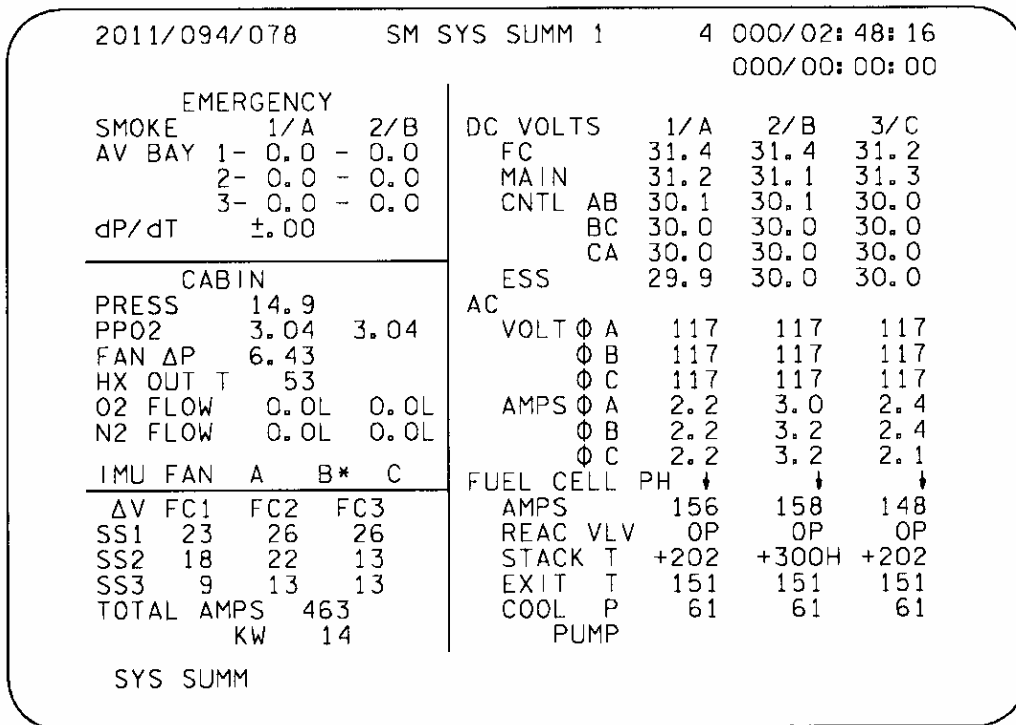 2011/094/078 SM SYS SUMM 1 4 000/02:48:16
000/00:00:00
EMERGENCY
SMOKE 1/A 2/B
AV BAY 1- 0.0 - 0.0
2- 0.0 - 0.0
3- 0.0 - 0.0
dP/dT ±.00
CABIN
PRESS 14.9
PPO2 3.04 3.04
FAN ΔP 6.43
HX OUT T 53
O2 FLOW 0.0L 0.0L
N2 FLOW 0.0L 0.0L
IMU FAN A B* C
ΔV FC1 FC2 FC3
SS1 23 26 26
SS2 18 22 13
SS3 9 13 13
TOTAL AMPS 463
KW 14
DC VOLTS 1/A 2/B 3/C
FC 31.4 31.4 31.2
MAIN 31.2 31.1 31.3
CNTL AB 30.1 30.1 30.0
BC 30.0 30.0 30.0
CA 30.0 30.0 30.0
ESS 29.9 30.0 30.0
AC
VOLT ф A 117 117 117
ф B 117 117 117
ф C 117 117 117
AMPS ф A 2.2 3.0 2.4
ф B 2.2 3.2 2.4
ф C 2.2 3.2 2.1
FUEL CELL PH ↓ ↓ ↓
AMPS 156 158 148
REAC VLV OP OP OP
STACK T +202 +300H +202
EXIT T 151 151 151
COOL P 61 61 61
PUMP
SYS SUMM